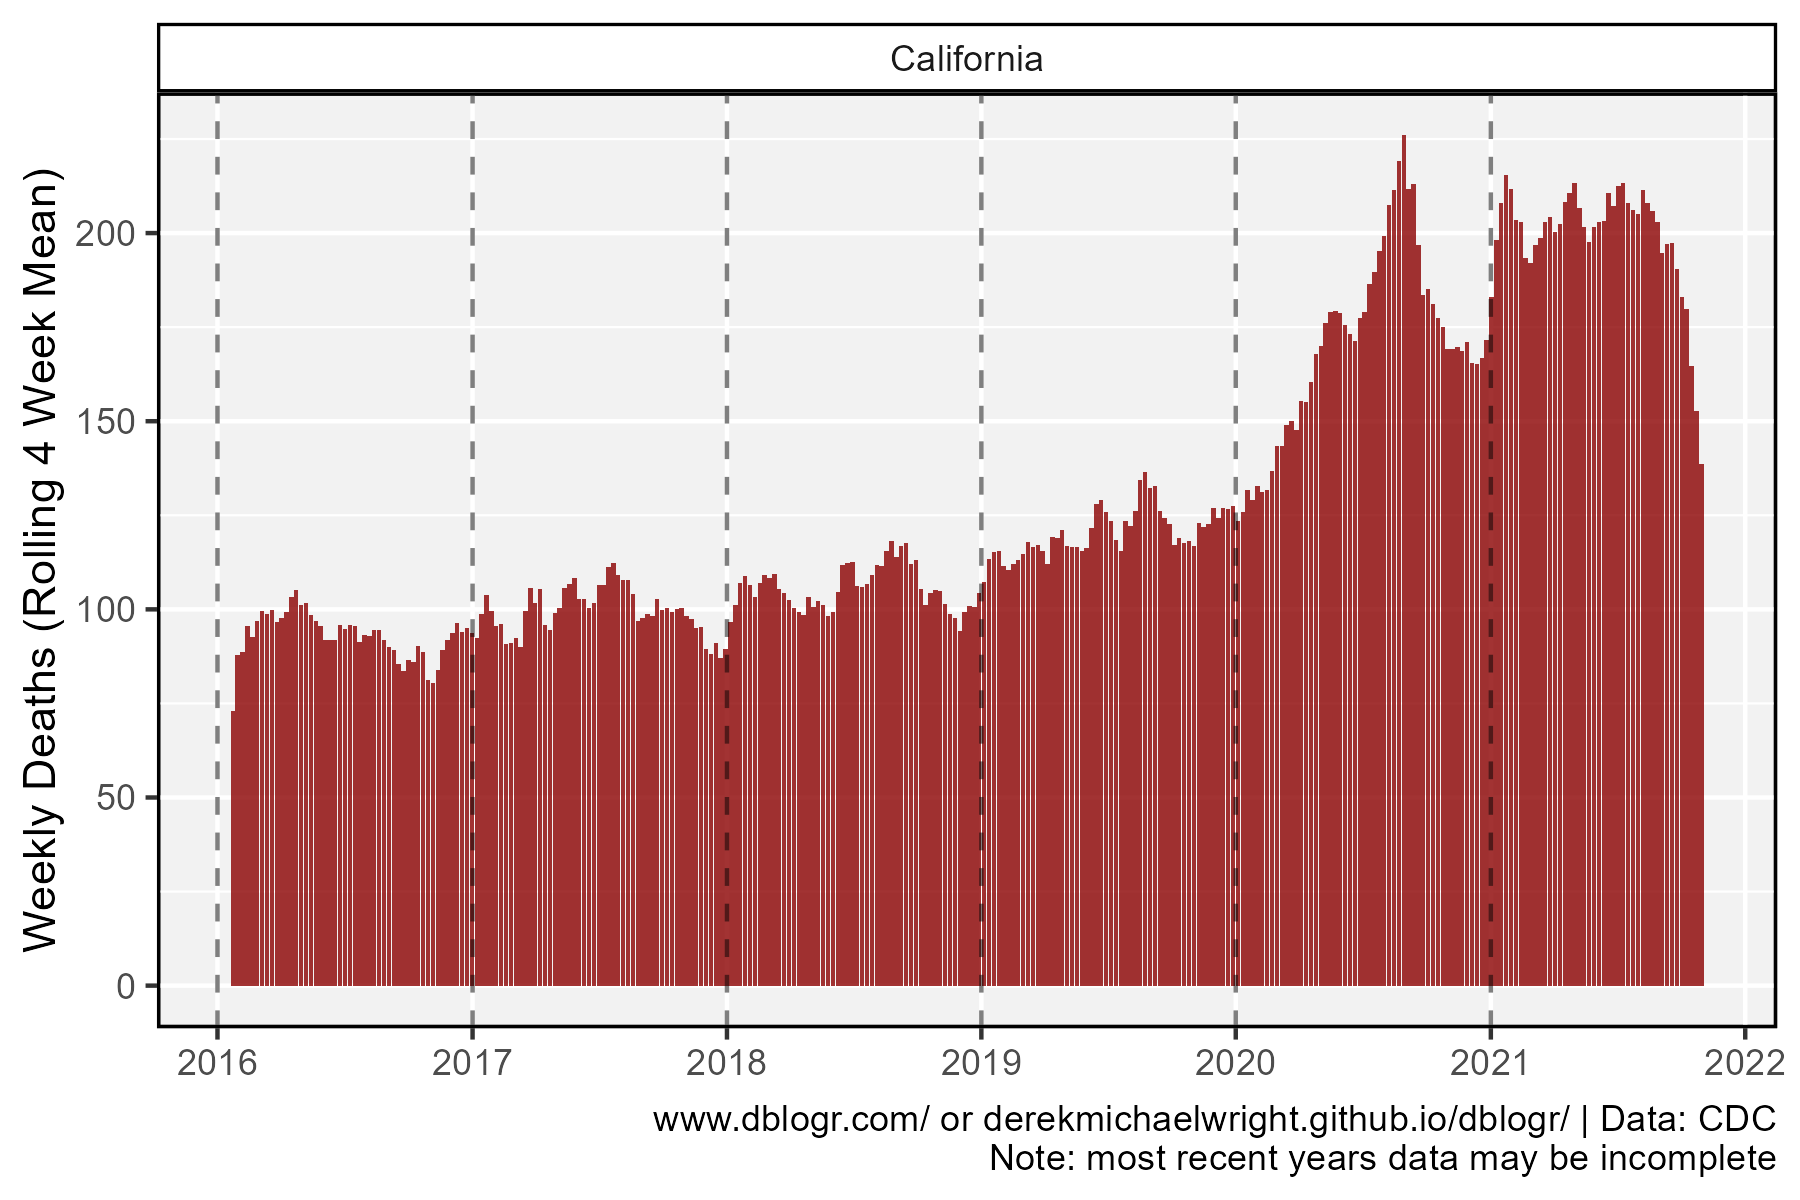 California
Weekly Deaths (Rolling 4 Week Mean)
200
150
100
50
0
2016 2017 2018 2019 2020 2021 2022
www.dblogr.com/ or derekmichaelwright.github.io/dblogr/ | Data: CDC
Note: most recent years data may be incomplete